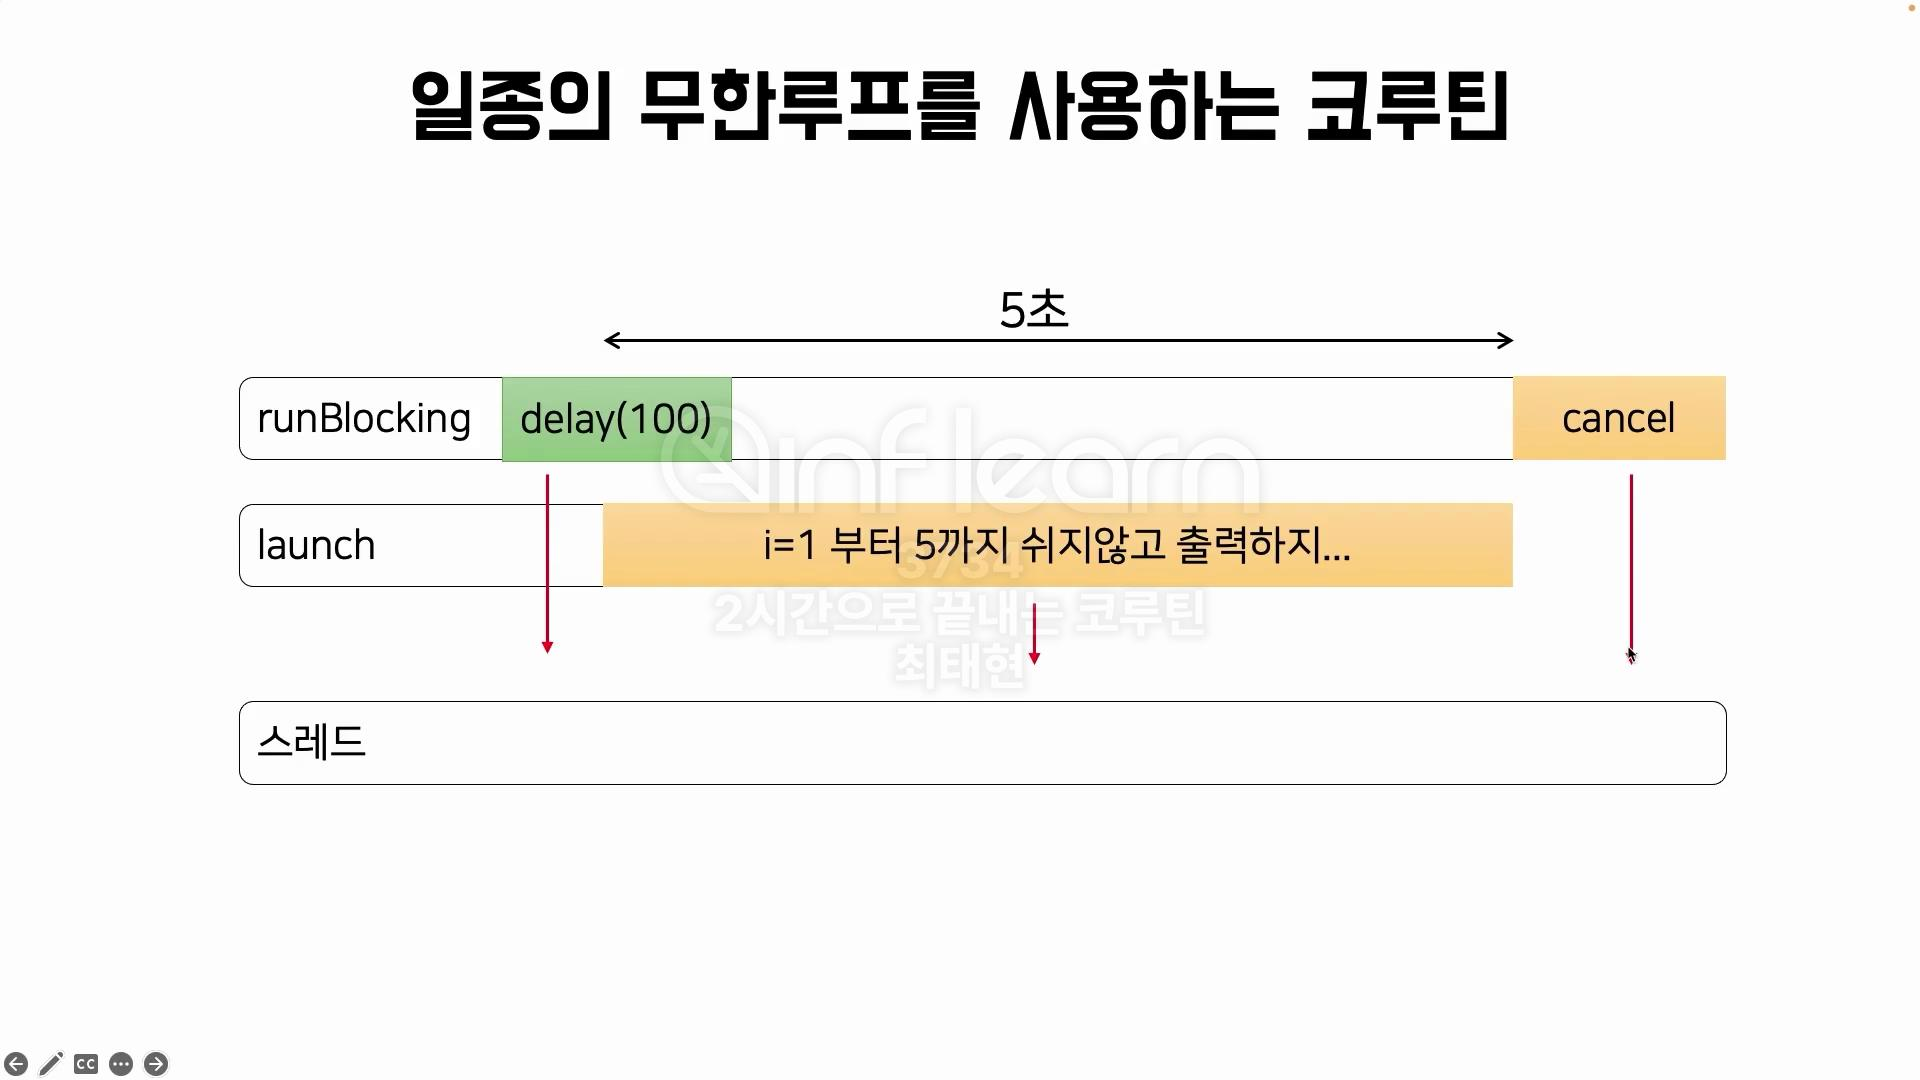 일종의 무한루프를 사용하는 코루틴
5초
runBlocking
delay(100)
cancel
inflearn
launch
i=1 부터 5까지 쉬지않고 출력하지...
3734
2시간으로 끝내는 코루틴
최태현
스레드
CC